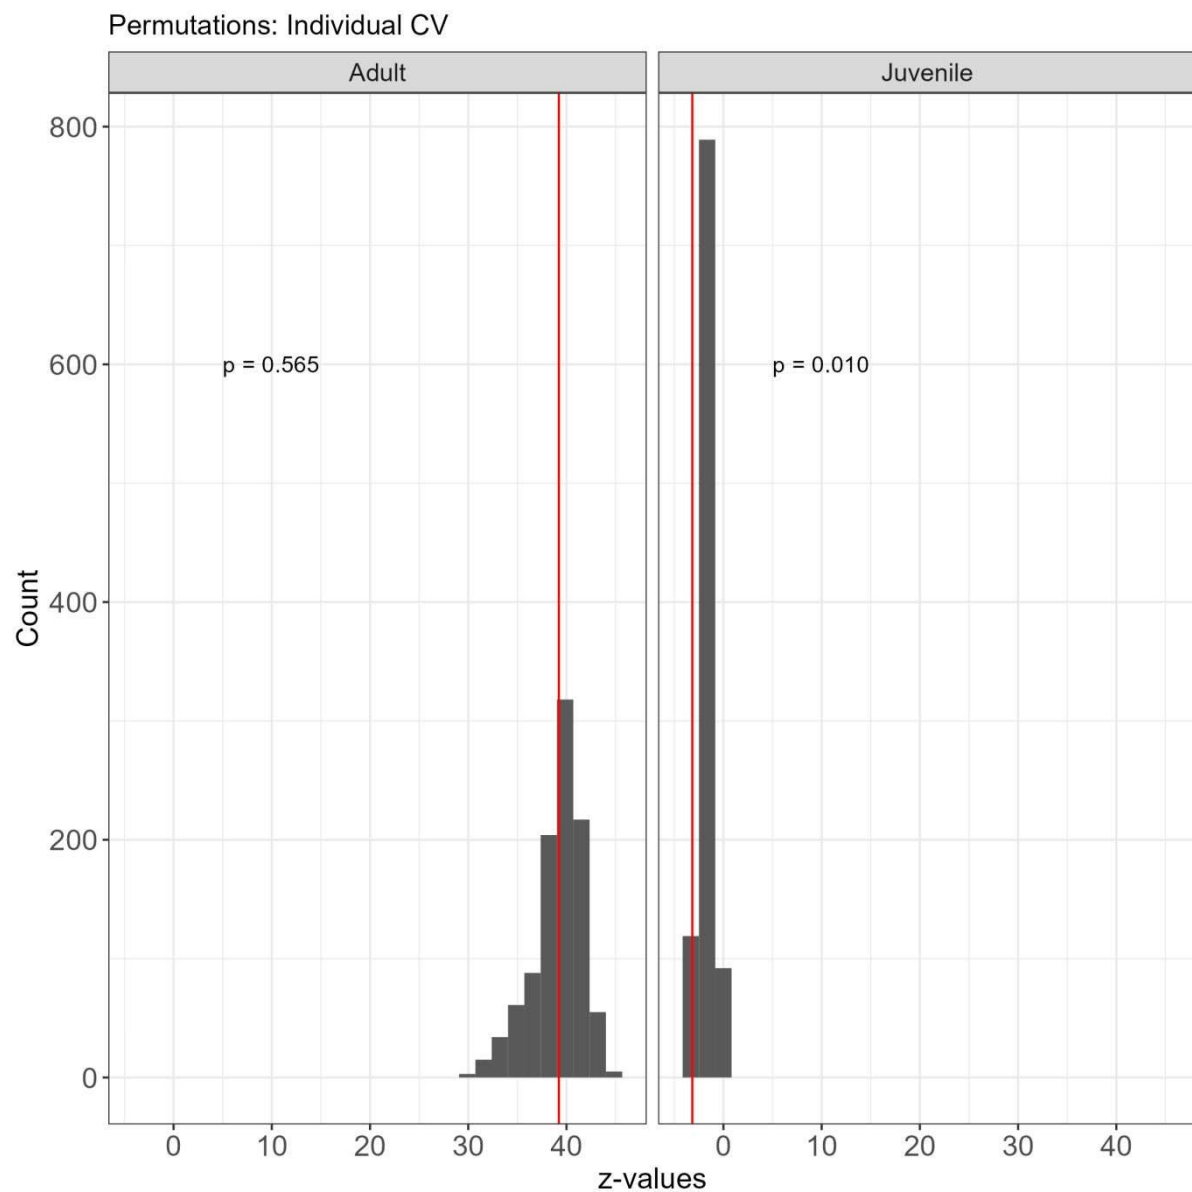 Permutations: Individual CV
Adult
Juvenile
800
600
400
200
0
p = 0.565
p = 0.010
Count
0 10 20 30 40
0 10 20 30 40
z-values